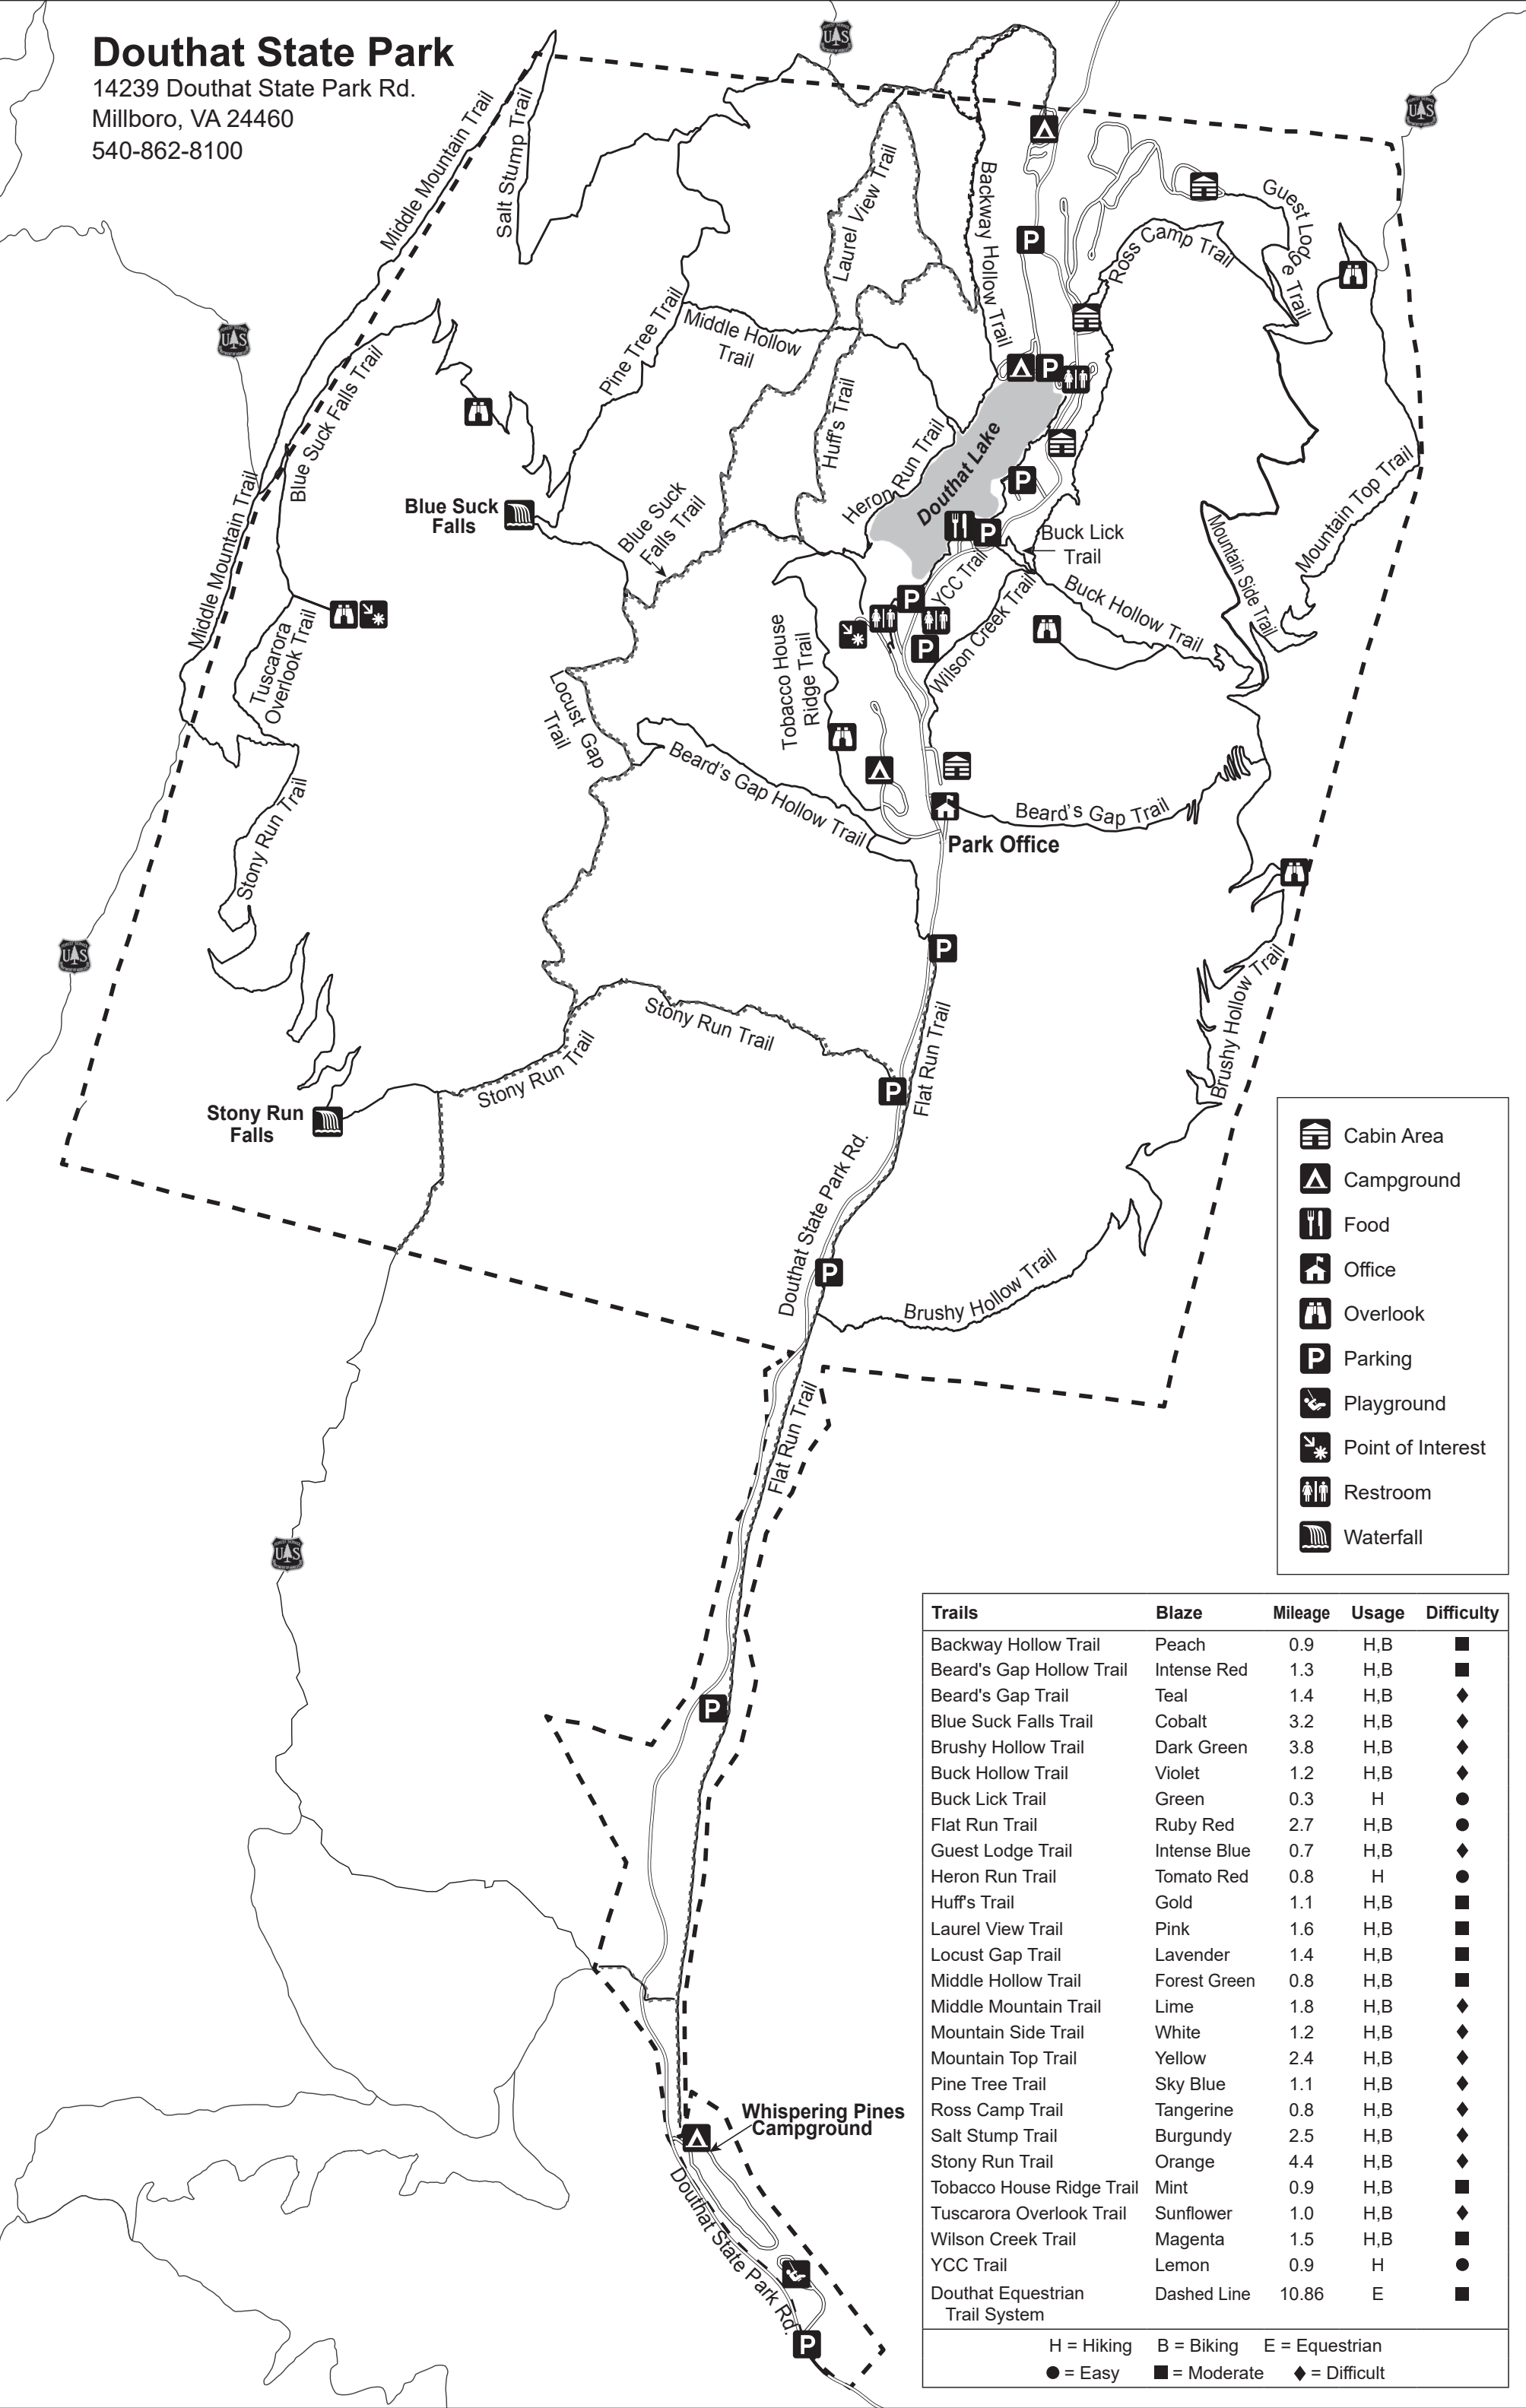 Douthat State Park
14239 Douthat State Park Rd.
Millboro, VA 24460
540-862-8100
Middle Mountain Trail
Salt Stump Trail
Laurel View Trail
Backway Hollow Trail
Guest Lodge Trail
Ross Camp Trail
Middle Hollow
Trail
Pine Tree Trail
Blue Suck Falls Trail
Huff's Trail
Heron Run Trail
Douthat Lake
Middle Mountain Trail
Blue Suck
Falls
Blue Suck
Falls Trail
Buck Lick
Trail
Mountain Top Trail
Mountain Side Trail
YCC Trail
Buck Hollow Trail
Wilson Creek Trail
Tuscarora
Overlook Trail
Tobacco House
Ridge Trail
Locust Gap
Trail
Beard's Gap Hollow Trail
Beard's Gap Trail
Park Office
Stony Run Trail
Brushy Hollow Trail
Stony Run Trail
Stony Run Trail
Flat Run Trail
Stony Run
Falls
Douthat State Park Rd.
Brushy Hollow Trail
Flat Run Trail
Whispering Pines
Campground
Douthat State Park Rd.
P
P
P
P
P
P
P
P
P
P
P
US
US
US
US
US
Cabin Area
Campground
Food
Office
Overlook
P Parking
Playground
Point of Interest
Restroom
Waterfall
Trails Blaze Mileage Usage Difficulty
Backway Hollow Trail Peach 0.9 H,B ■
Beard's Gap Hollow Trail Intense Red 1.3 H,B ■
Beard's Gap Trail Teal 1.4 H,B ♦
Blue Suck Falls Trail Cobalt 3.2 H,B ♦
Brushy Hollow Trail Dark Green 3.8 H,B ♦
Buck Hollow Trail Violet 1.2 H,B ♦
Buck Lick Trail Green 0.3 H ●
Flat Run Trail Ruby Red 2.7 H,B ●
Guest Lodge Trail Intense Blue 0.7 H,B ♦
Heron Run Trail Tomato Red 0.8 H ●
Huff's Trail Gold 1.1 H,B ■
Laurel View Trail Pink 1.6 H,B ■
Locust Gap Trail Lavender 1.4 H,B ■
Middle Hollow Trail Forest Green 0.8 H,B ■
Middle Mountain Trail Lime 1.8 H,B ♦
Mountain Side Trail White 1.2 H,B ♦
Mountain Top Trail Yellow 2.4 H,B ♦
Pine Tree Trail Sky Blue 1.1 H,B ♦
Ross Camp Trail Tangerine 0.8 H,B ♦
Salt Stump Trail Burgundy 2.5 H,B ♦
Stony Run Trail Orange 4.4 H,B ♦
Tobacco House Ridge Trail Mint 0.9 H,B ■
Tuscarora Overlook Trail Sunflower 1.0 H,B ♦
Wilson Creek Trail Magenta 1.5 H,B ■
YCC Trail Lemon 0.9 H ●
Douthat Equestrian Dashed Line 10.86 E ■
Trail System
H = Hiking B = Biking E = Equestrian
● = Easy ■ = Moderate ♦ = Difficult